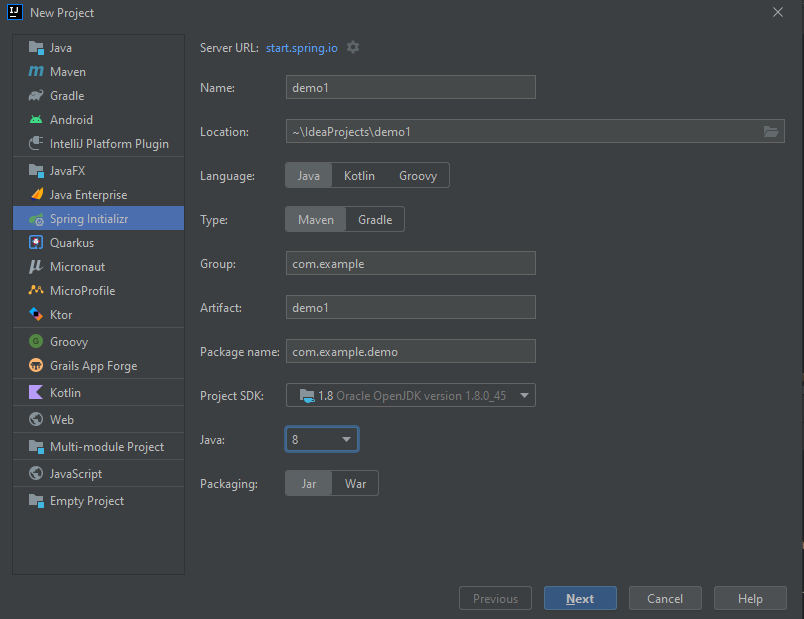 New Project
Java
Maven
Gradle
Android
IntelliJ Platform Plugin
JavaFX
Java Enterprise
Spring Initializr
Quarkus
Micronaut
MicroProfile
Ktor
Groovy
Grails App Forge
Kotlin
Web
Multi-module Project
JavaScript
Empty Project
Server URL: start.spring.io
Name: demo1
Location: ~\IdeaProjects\demo1
Language: Java Kotlin Groovy
Type: Maven Gradle
Group: com.example
Artifact: demo1
Package name: com.example.demo
Project SDK: 1.8 Oracle OpenJDK version 1.8.0_45
Java: 8
Packaging: Jar War
Previous Next Cancel Help